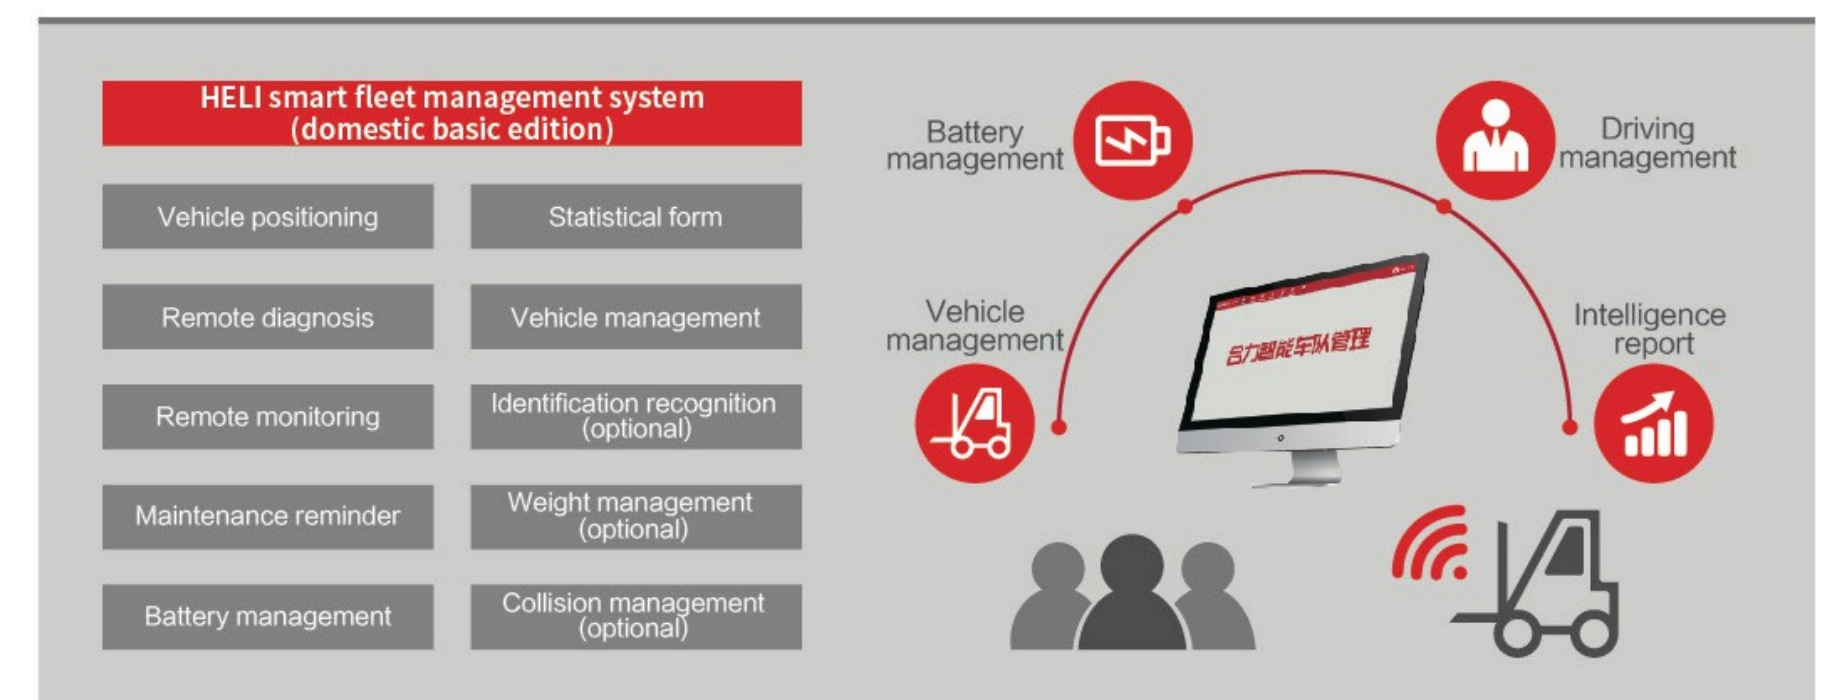 HELI smart fleet management system
(domestic basic edition)
Vehicle positioning
Statistical form
Remote diagnosis
Vehicle management
Remote monitoring
Identification recognition
(optional)
Maintenance reminder
Weight management
(optional)
Battery management
Collision management
(optional)
Battery
management
Driving
management
Vehicle
management
Intelligence
report
合力智能车队管理